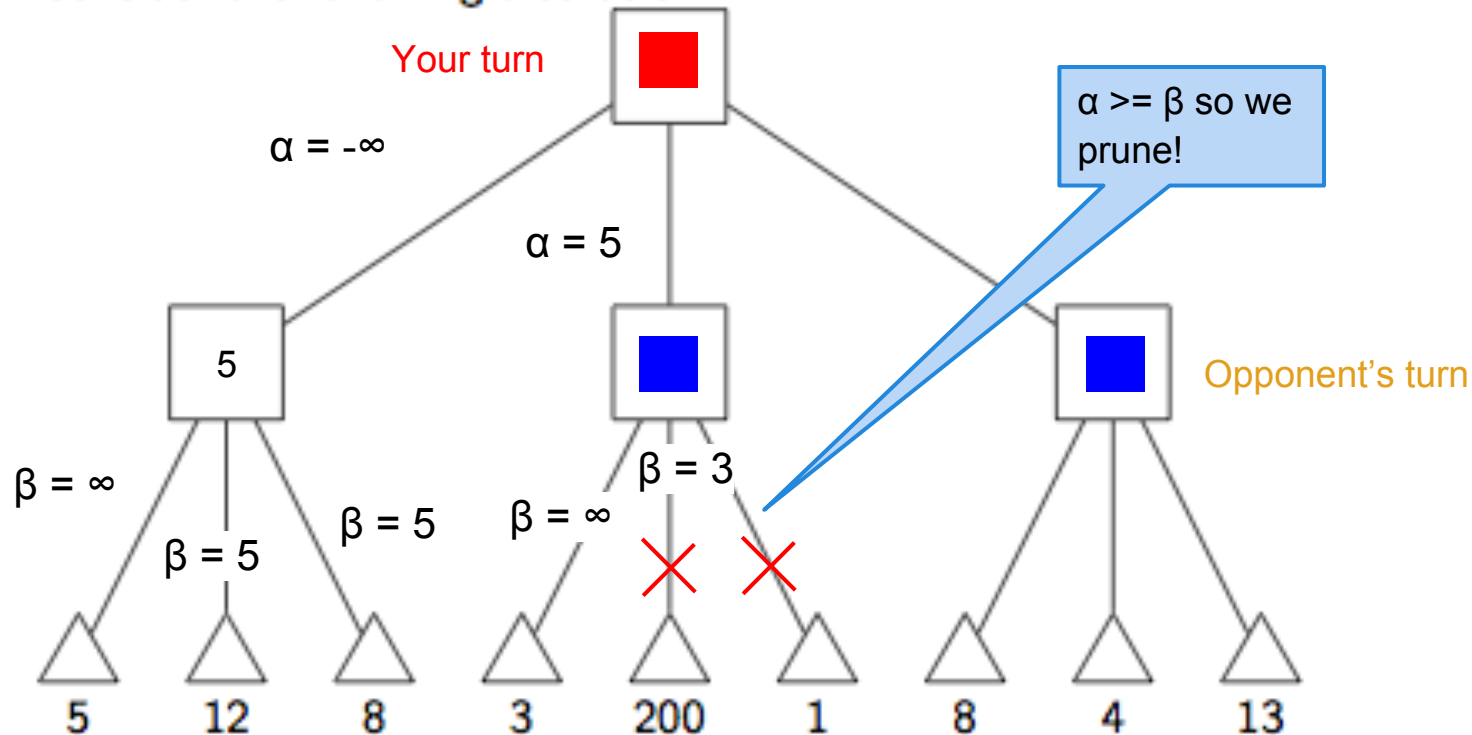 Your turn
α >= β so we
prune!
α = -∞
α = 5
5
Opponent's turn
β = ∞
β = 5
β = 5
β = ∞
β = 3
5 12 8 3 200 1 8 4 13